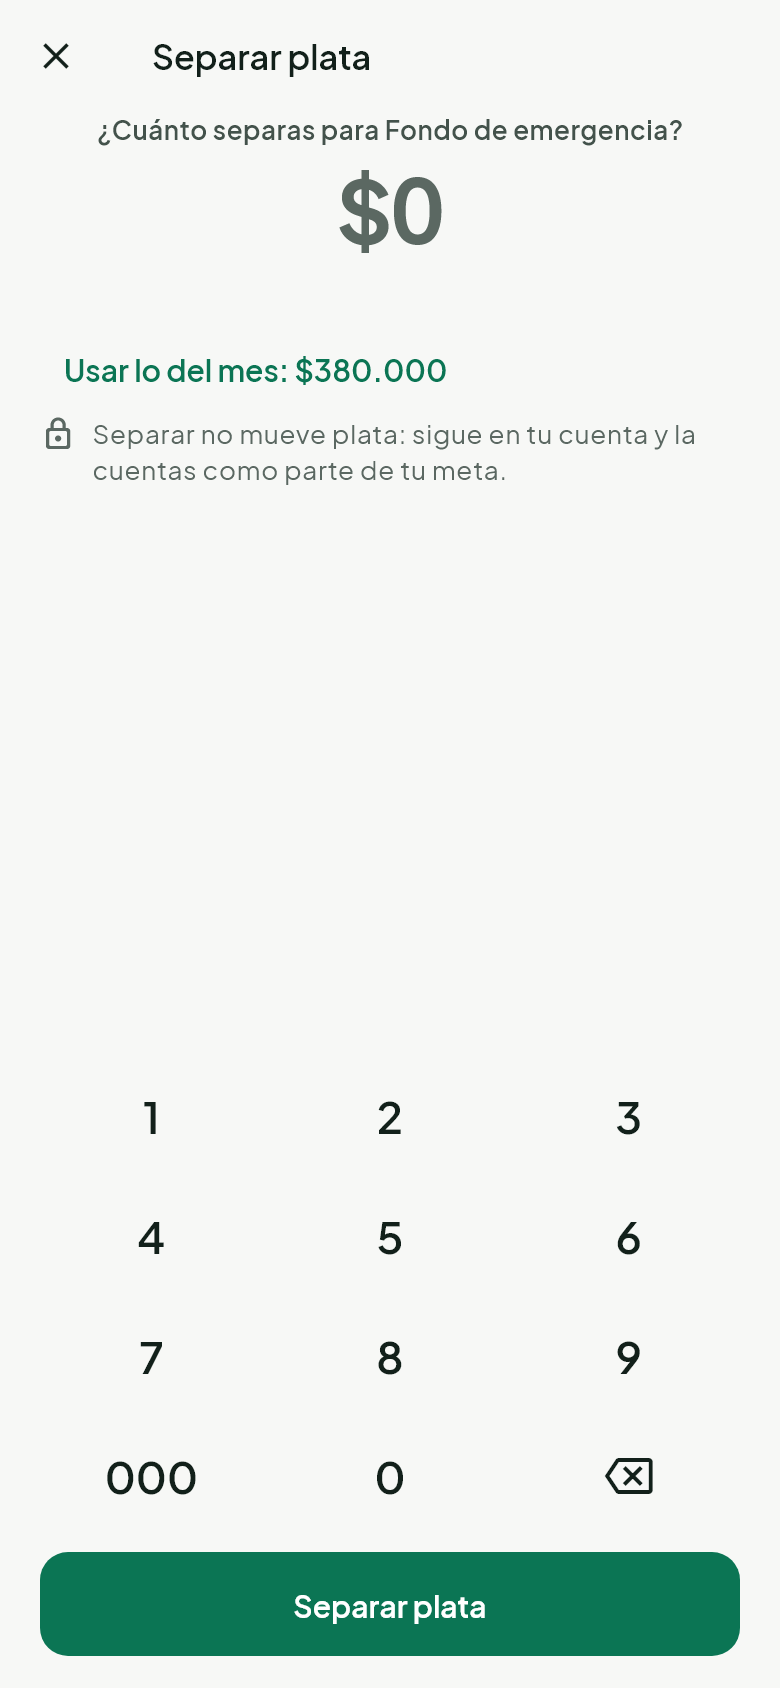 Separar plata
¿Cuánto separas para Fondo de emergencia?
$0
Usar lo del mes: $380.000
Separar no mueve plata: sigue en tu cuenta y la
cuentas como parte de tu meta.
1 2 3
4 5 6
7 8 9
000 0
Separar plata